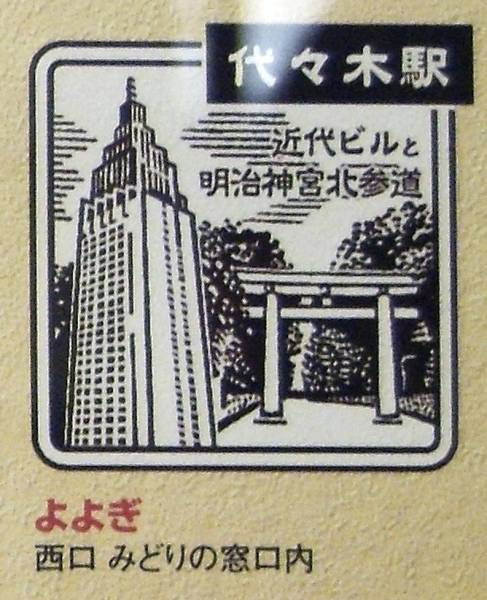 代々木駅
近代ビルと
明治神宮北参道
よよぎ
西口 みどりの窓口内